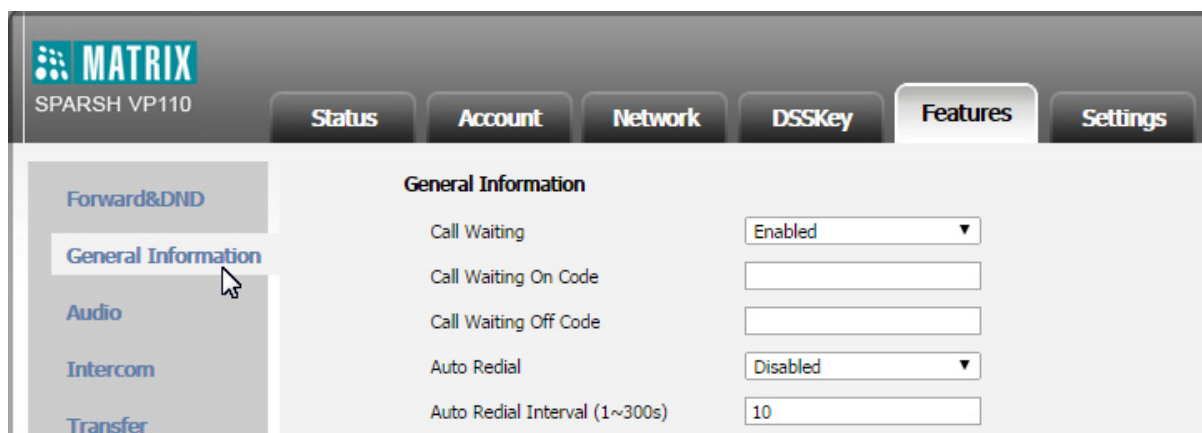 MATRIX
SPARSH VP110
Status Account Network DSSKey Features Settings
Forward&DND
General Information
Audio
Intercom
Transfer
General Information
Call Waiting Enabled
Call Waiting On Code
Call Waiting Off Code
Auto Redial Disabled
Auto Redial Interval (1~300s) 10